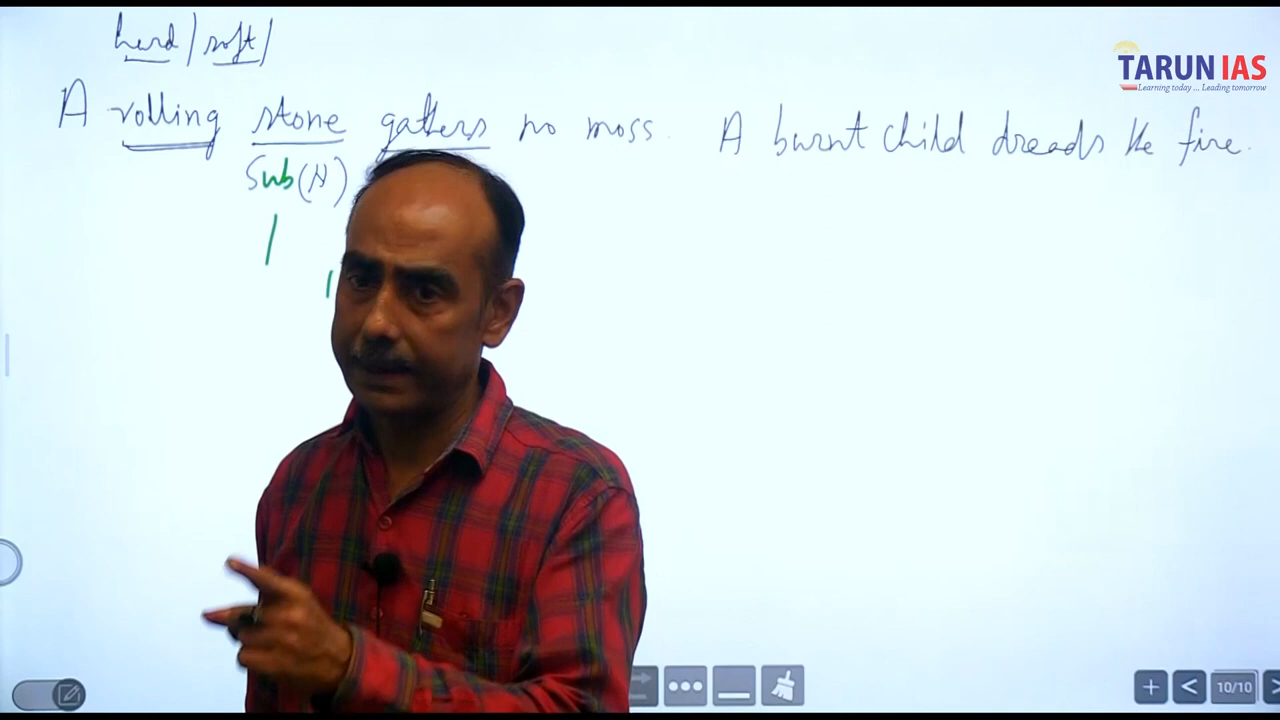 hard / soft /
TARUN IAS
Learning today ... Leading tomorrow
A rolling stone gathers no moss. A burnt child dreads the fire.
Sub (N)
10/10